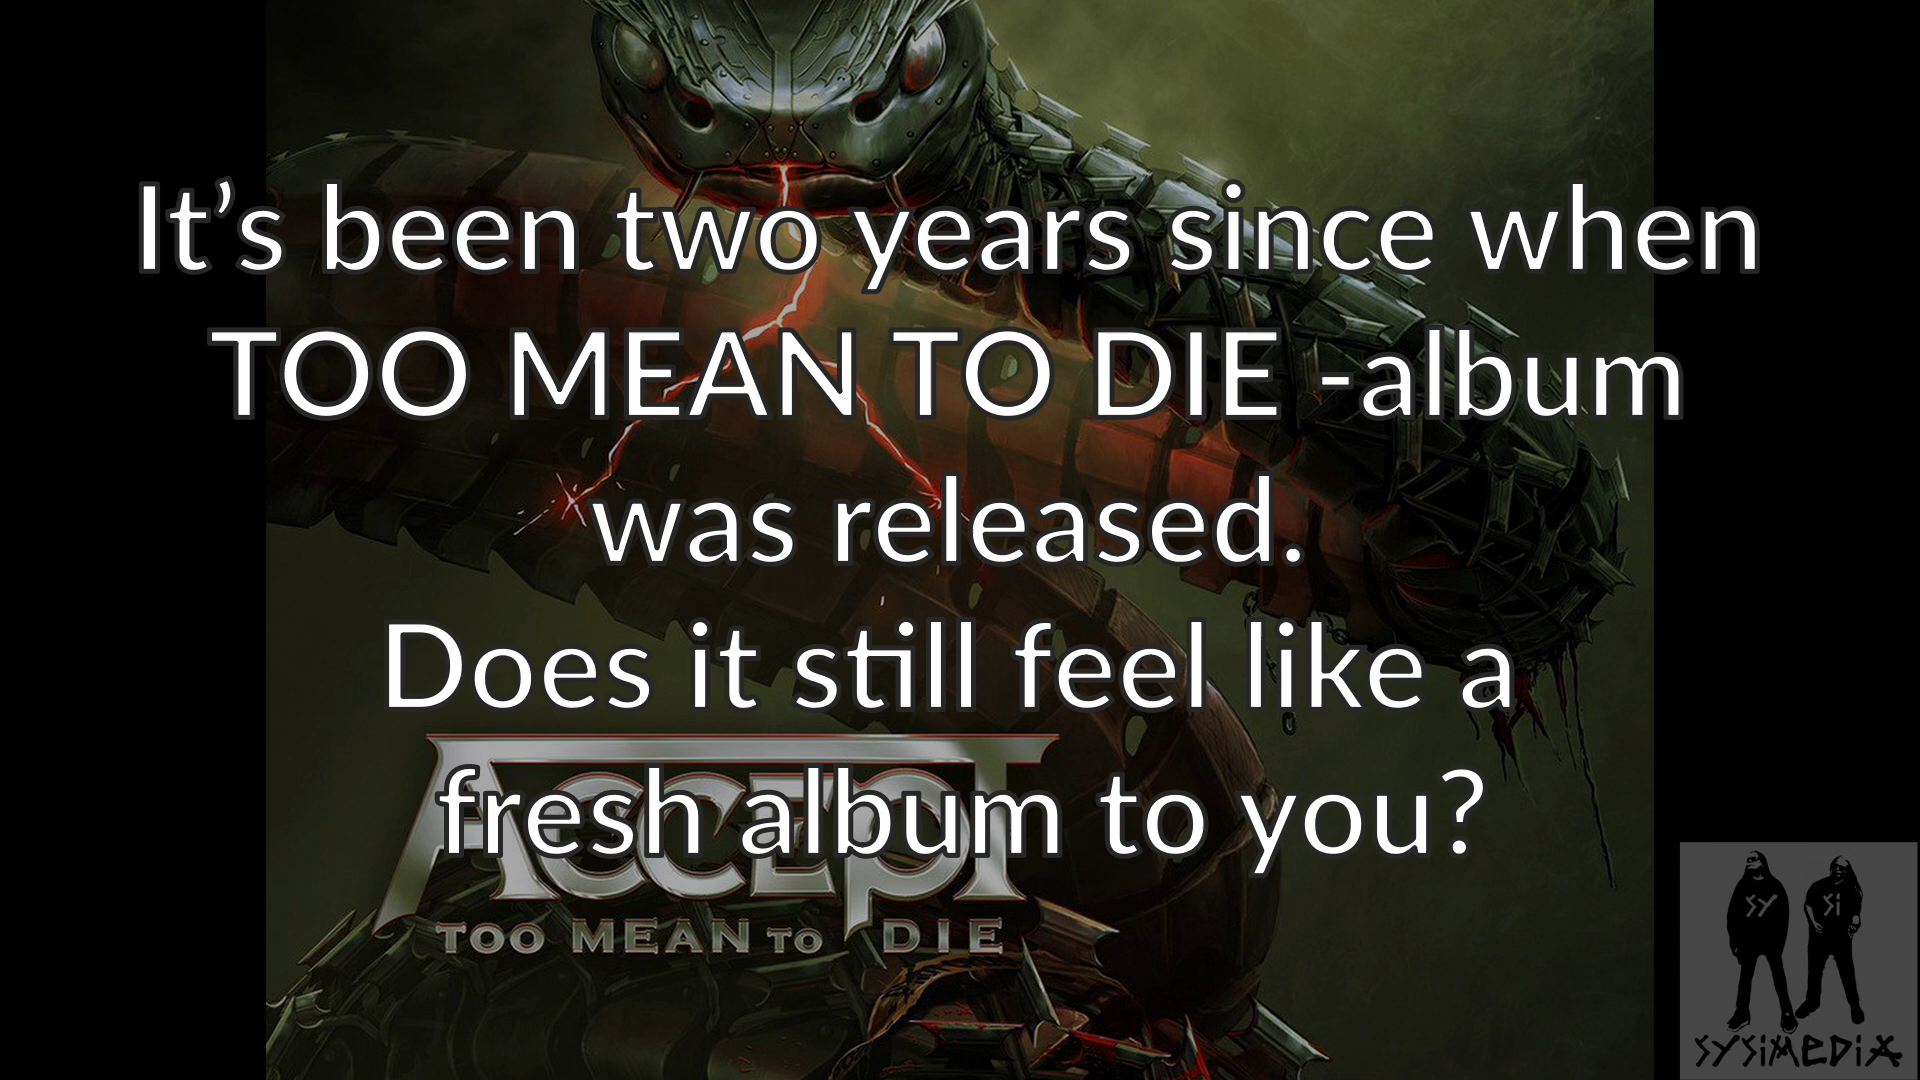 It’s been two years since when
TOO MEAN TO DIE -album
was released.
Does it still feel like a
fresh album to you?
ACCEPT
TOO MEAN TO DIE
SY
Si
SYSIMEDIA